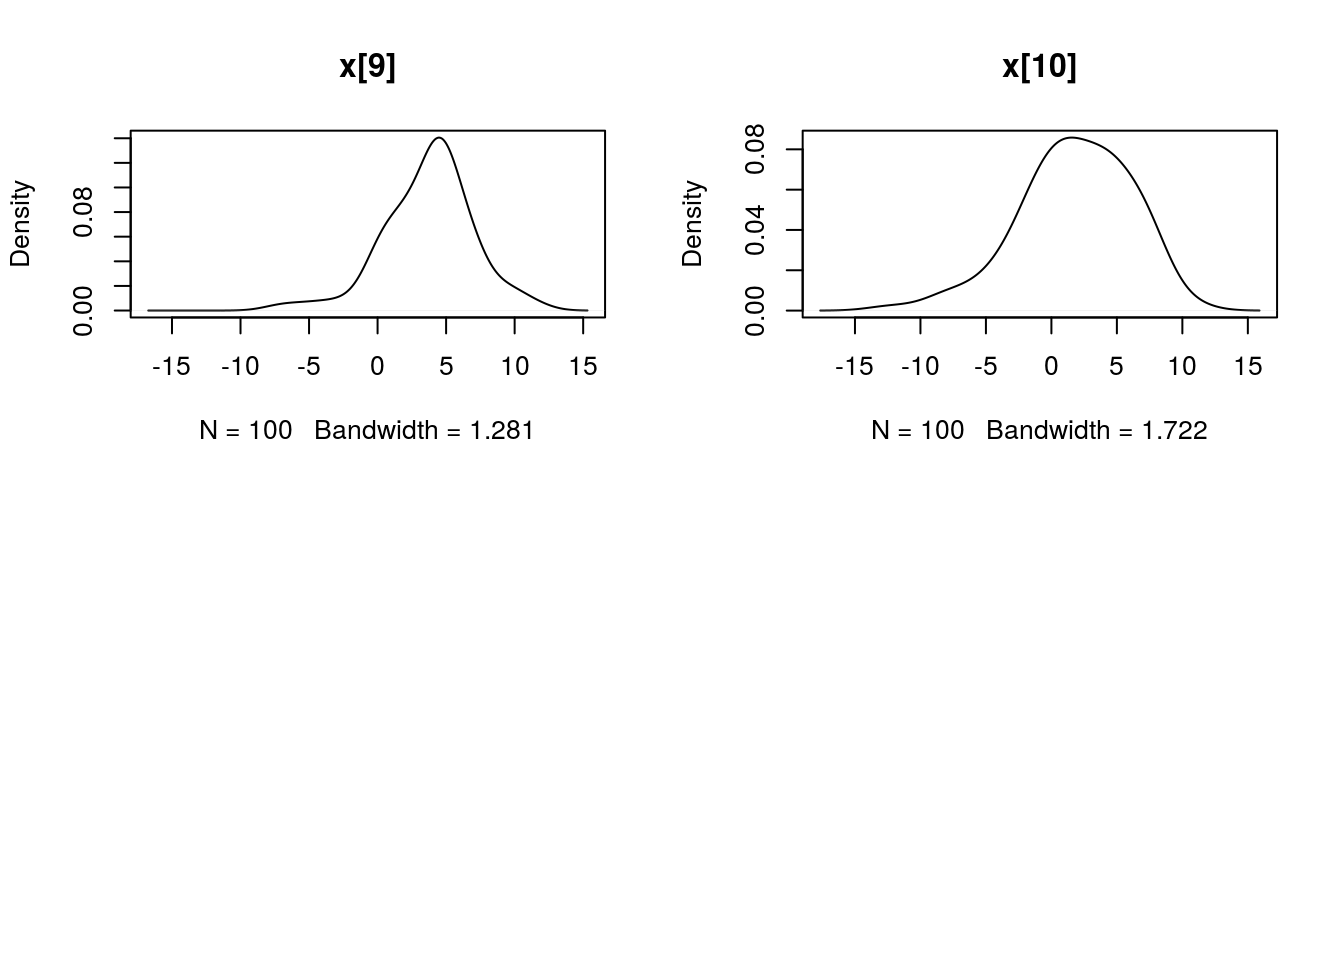 x[9]
Density
0.00 0.08
-15 -10 -5 0 5 10 15
N = 100 Bandwidth = 1.281
x[10]
Density
0.00 0.04 0.08
-15 -10 -5 0 5 10 15
N = 100 Bandwidth = 1.722